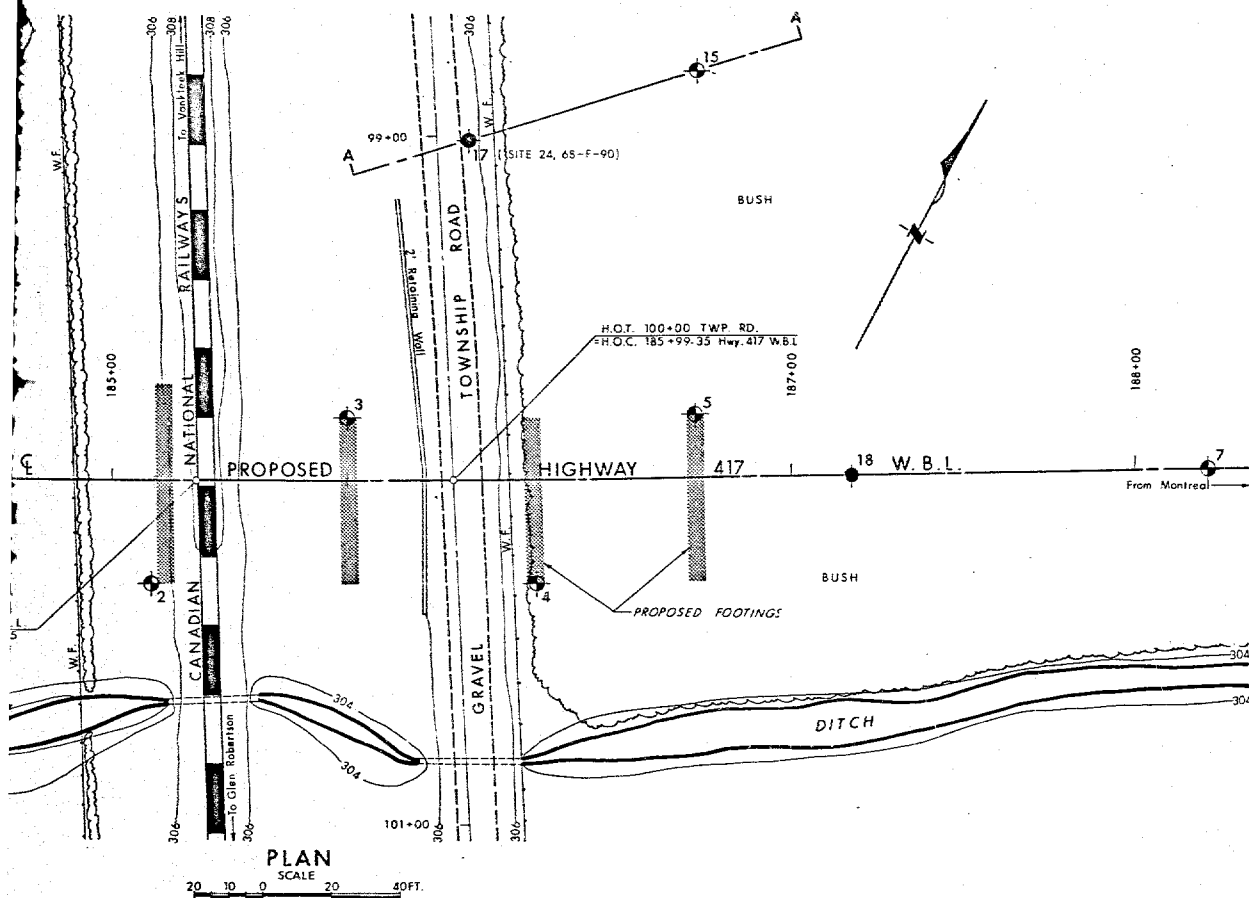 306
308
308
306
306
A
15
To Vankleek Hill
W.F.
W.F.
99+00
A
17 (SITE 24, 65-F-90)
BUSH
N
RAILWAYS
ROAD
2' Retaining Wall
TOWNSHIP
H.O.T. 100+00 TWP. RD.
=H.O.C. 185+99.35 Hwy. 417 W.B.L
185+00
187+00
188+00
NATIONAL
3
5
℄
PROPOSED
HIGHWAY
417
18
W.B.L.
7
From Montreal
W.F.
BUSH
2
4
CANADIAN
PROPOSED FOOTINGS
L
5
W.F.
GRAVEL
304
304
304
304
DITCH
To Glen Robertson
306
306
101+00
306
306
PLAN
SCALE
20 10 0 20 40FT.